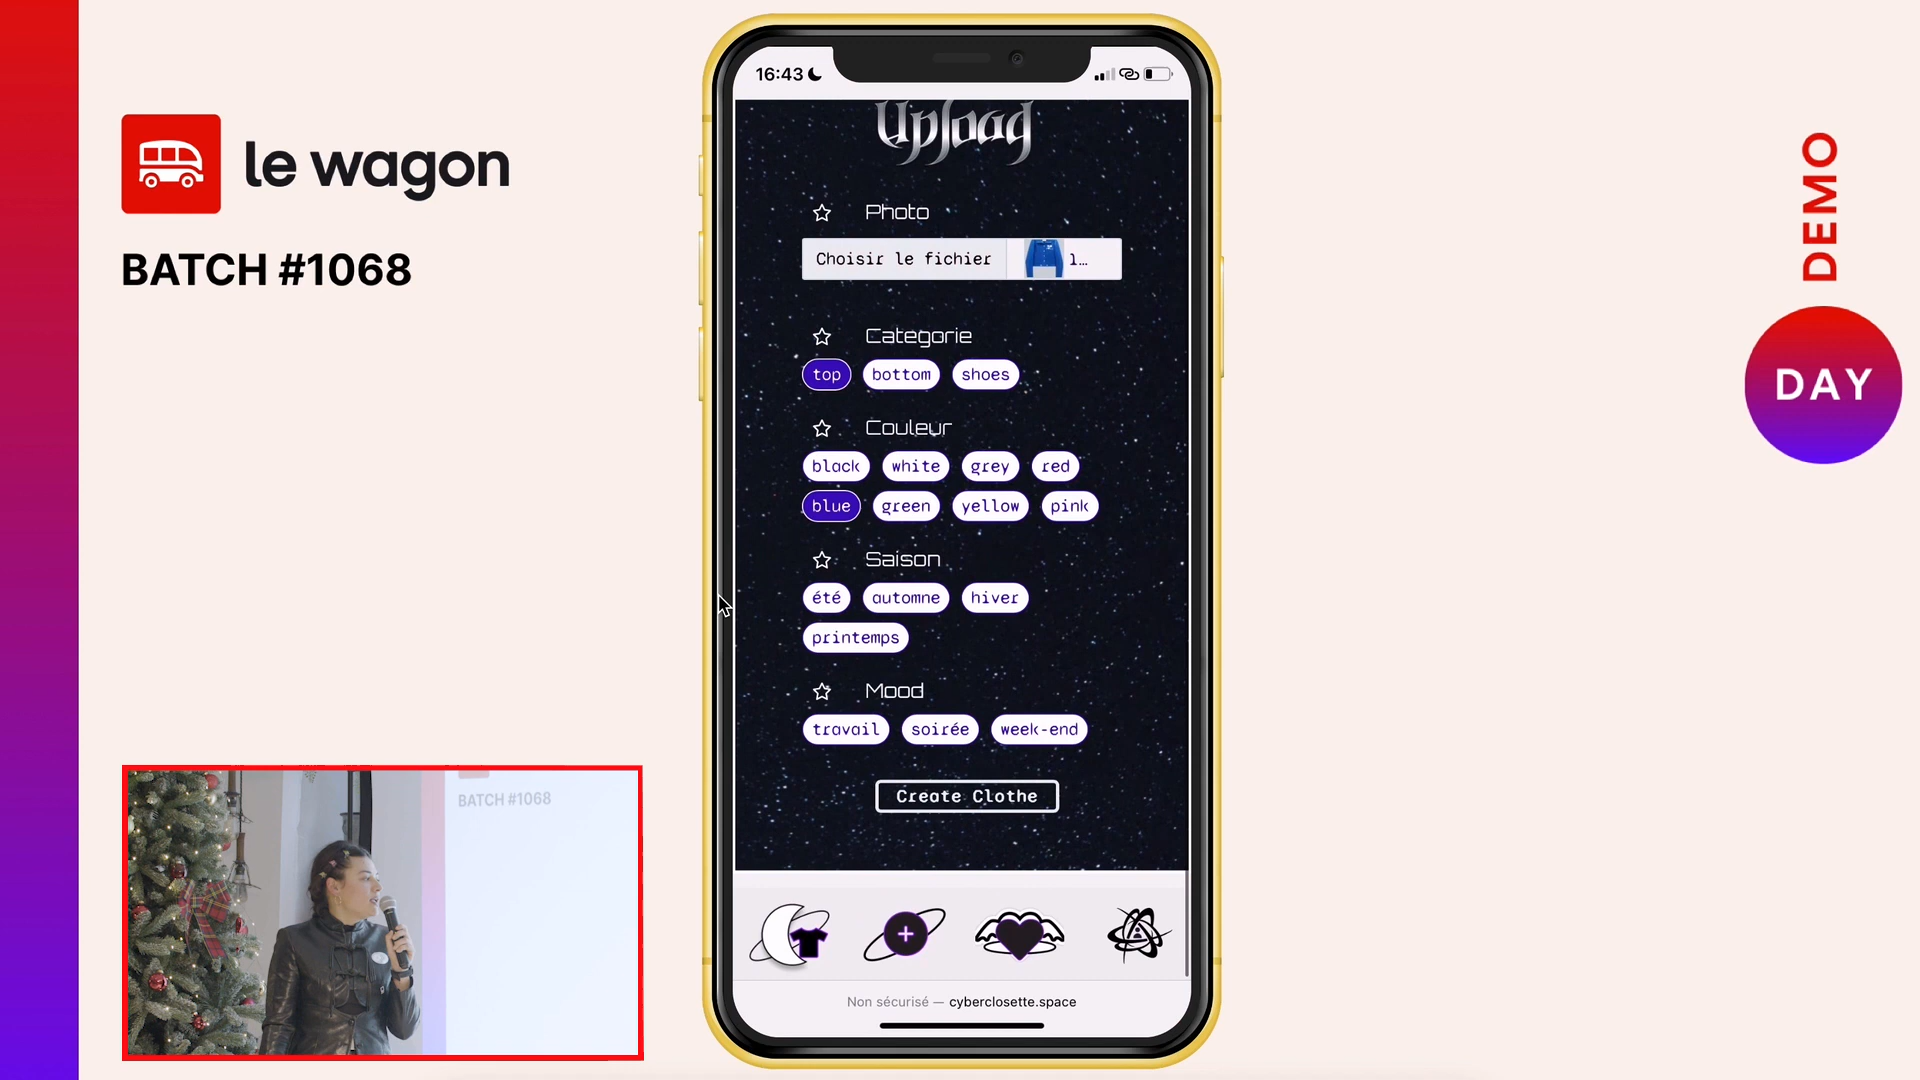 le wagon
BATCH #1068
16:43
Upload
Photo
Choisir le fichier
l…
Categorie
top bottom shoes
Couleur
black white grey red
blue green yellow pink
Saison
été automne hiver
printemps
Mood
travail soirée week-end
Create Clothe
Non sécurisé — cyberclosette.space
DEMO
DAY
BATCH #1068